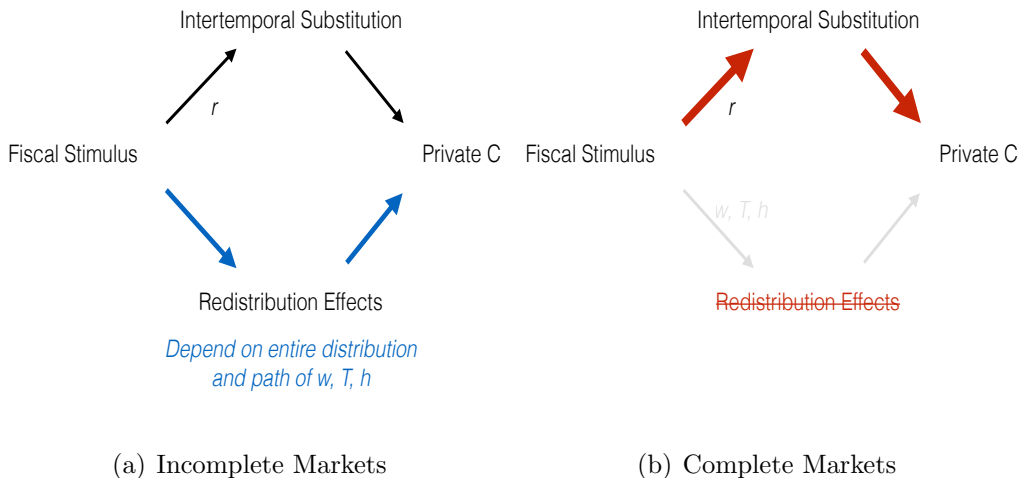 Intertemporal Substitution
r
Fiscal Stimulus
Private C
Redistribution Effects
Depend on entire distribution
and path of w, T, h
(a) Incomplete Markets
Intertemporal Substitution
r
Fiscal Stimulus
Private C
w, T, h
Redistribution Effects
(b) Complete Markets